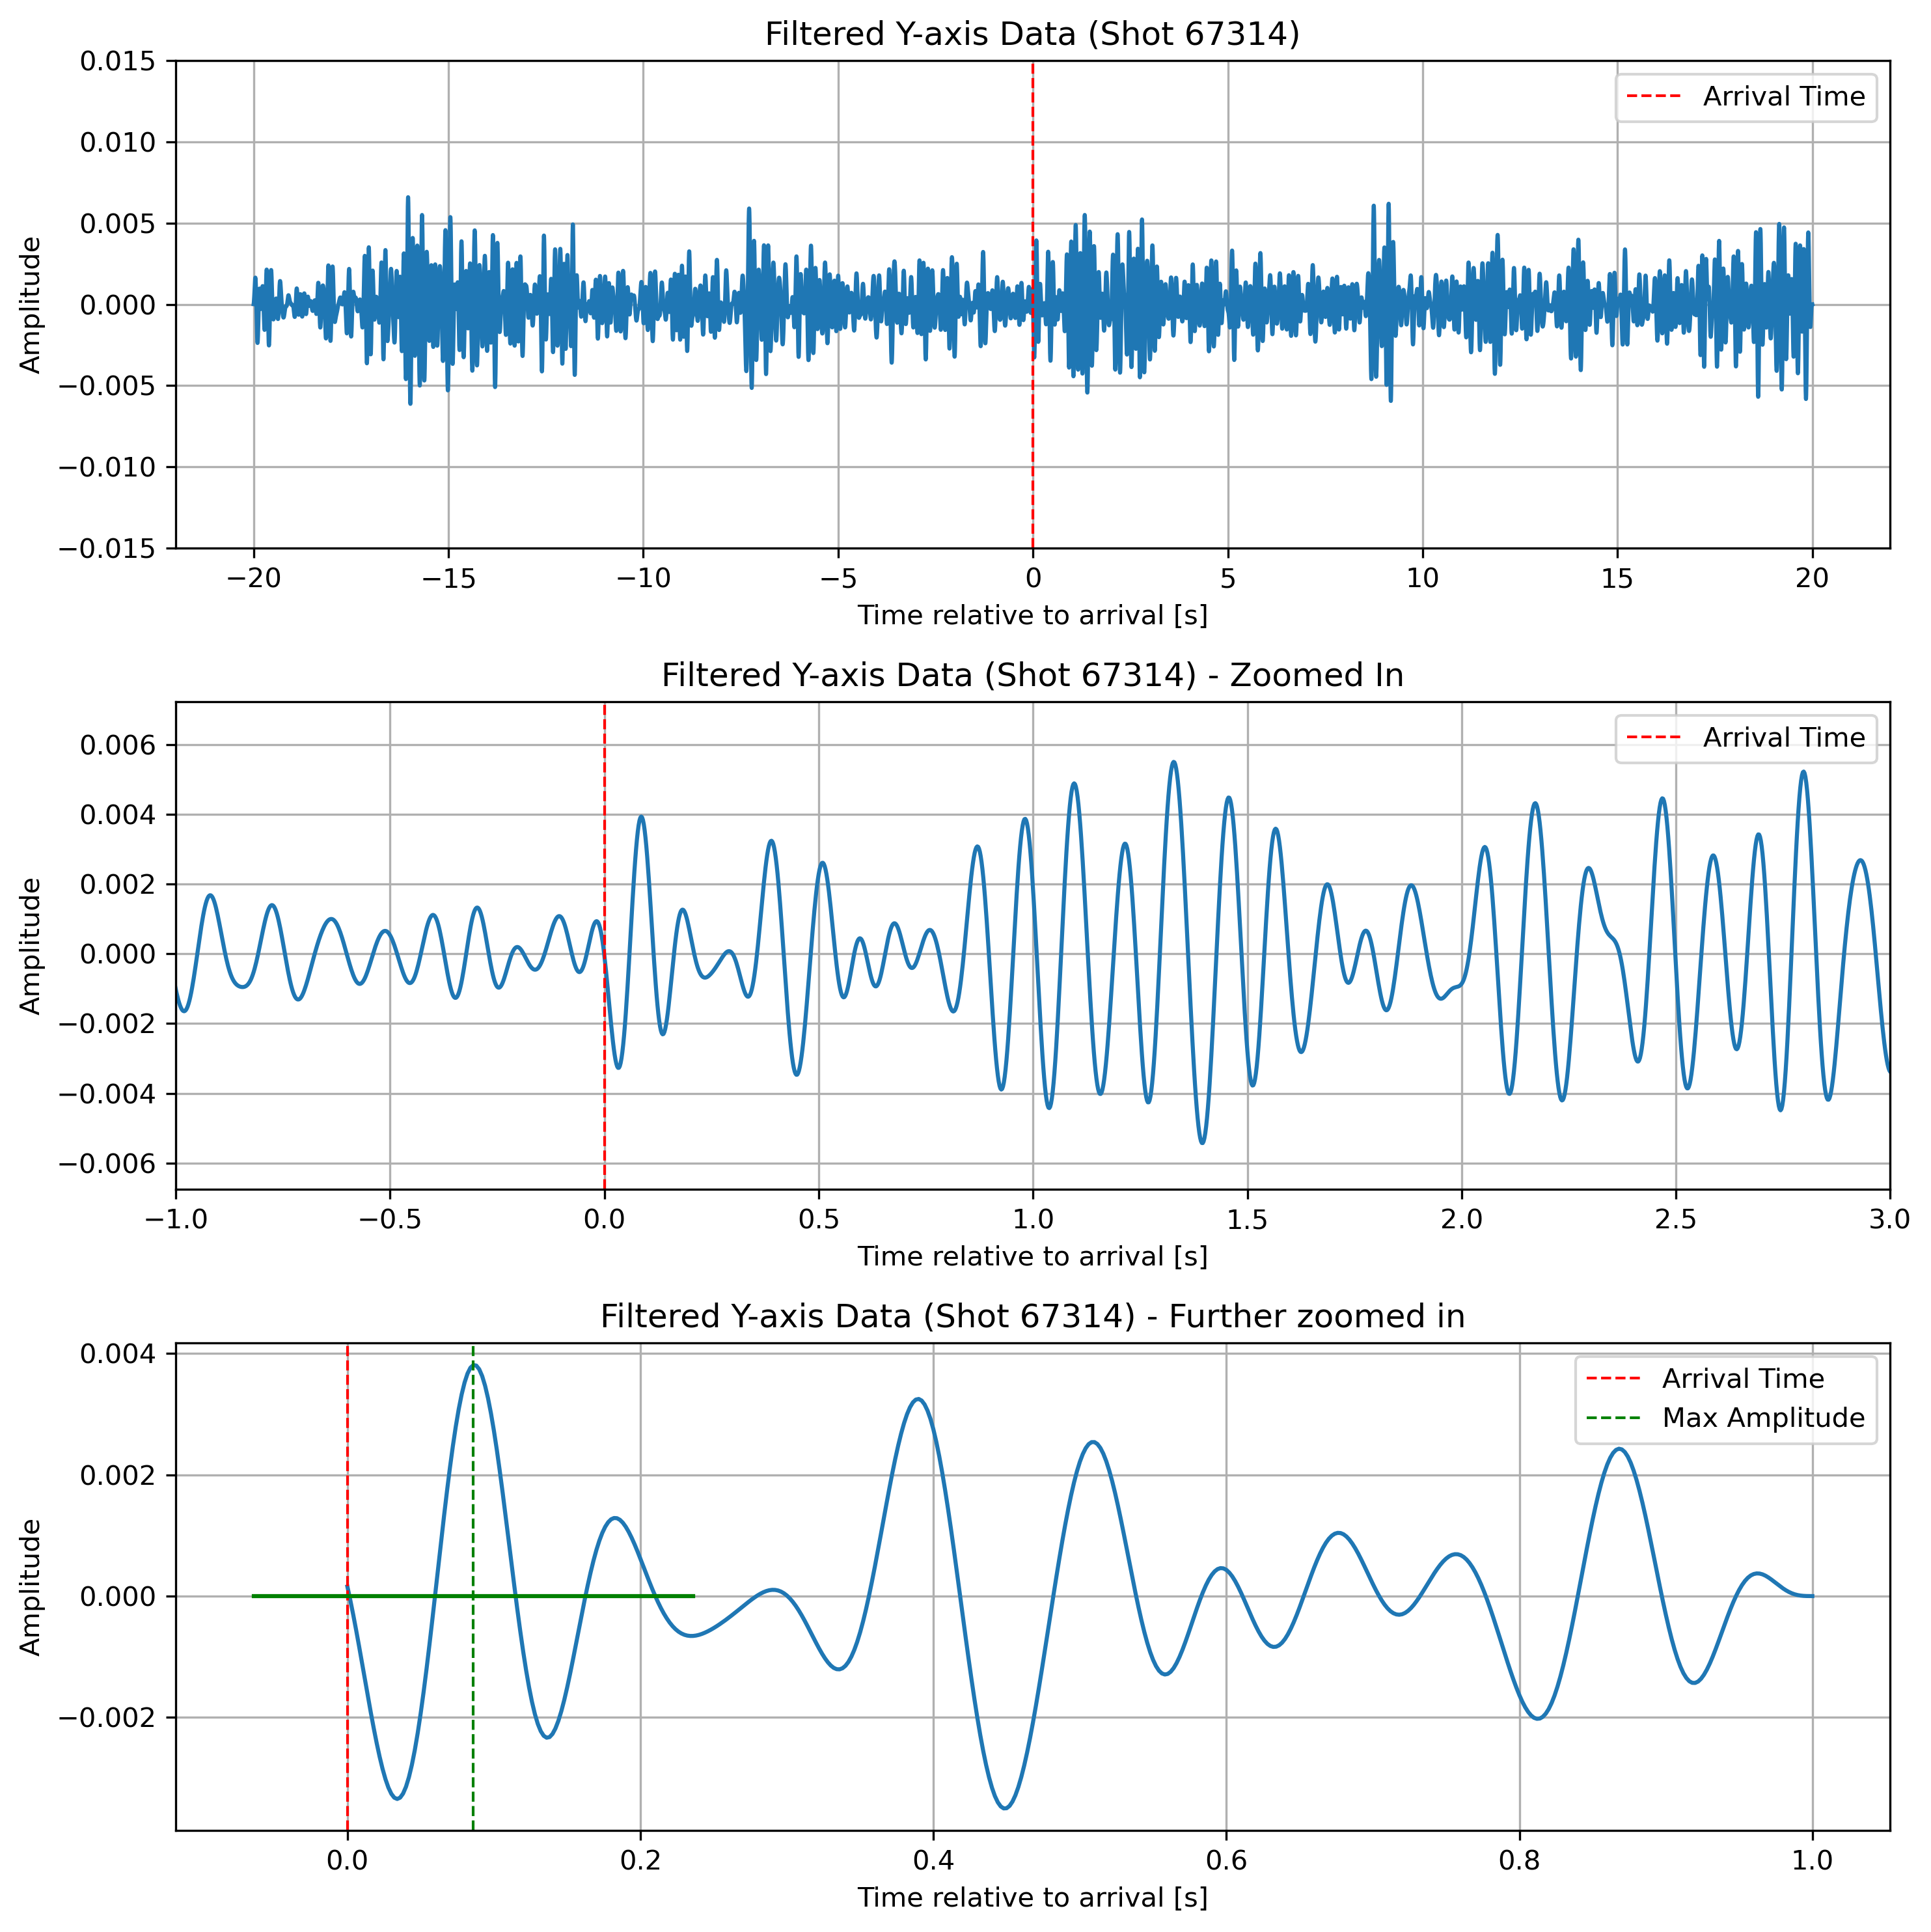 Filtered Y-axis Data (Shot 67314)
0.015
0.010
0.005
0.000
−0.005
−0.010
−0.015
Amplitude
Arrival Time
−20 −15 −10 −5 0 5 10 15 20
Time relative to arrival [s]
Filtered Y-axis Data (Shot 67314) - Zoomed In
0.006
0.004
0.002
0.000
−0.002
−0.004
−0.006
Amplitude
Arrival Time
−1.0 −0.5 0.0 0.5 1.0 1.5 2.0 2.5 3.0
Time relative to arrival [s]
Filtered Y-axis Data (Shot 67314) - Further zoomed in
0.004
0.002
0.000
−0.002
Amplitude
Arrival Time
Max Amplitude
0.0 0.2 0.4 0.6 0.8 1.0
Time relative to arrival [s]